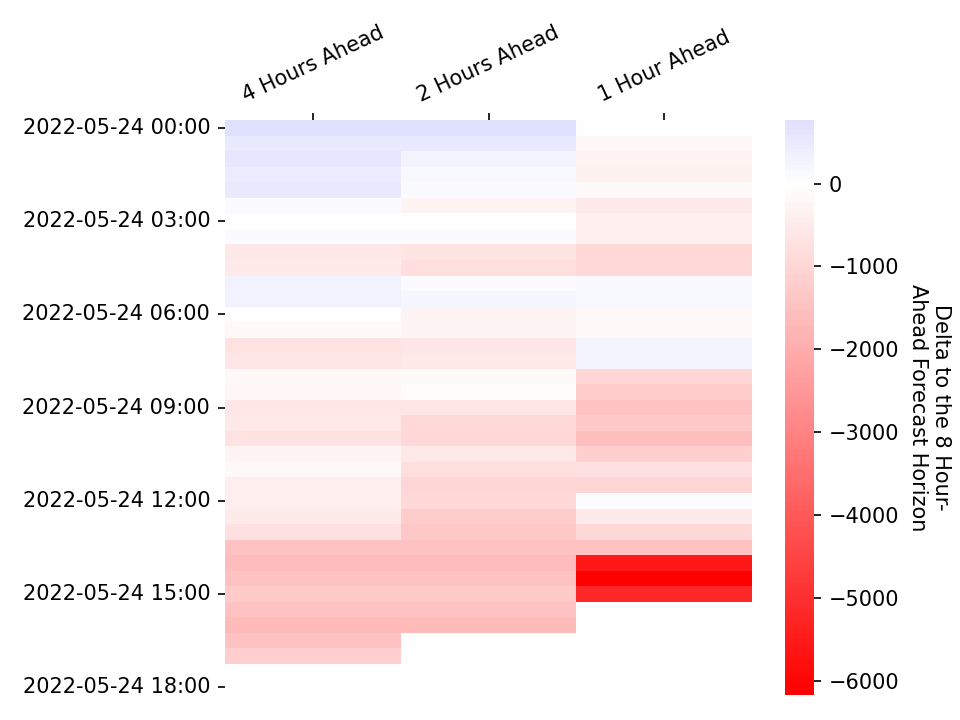 4 Hours Ahead
2 Hours Ahead
1 Hour Ahead
2022-05-24 00:00
2022-05-24 03:00
2022-05-24 06:00
2022-05-24 09:00
2022-05-24 12:00
2022-05-24 15:00
2022-05-24 18:00
0
−1000
−2000
−3000
−4000
−5000
−6000
Delta to the 8 Hour-
Ahead Forecast Horizon